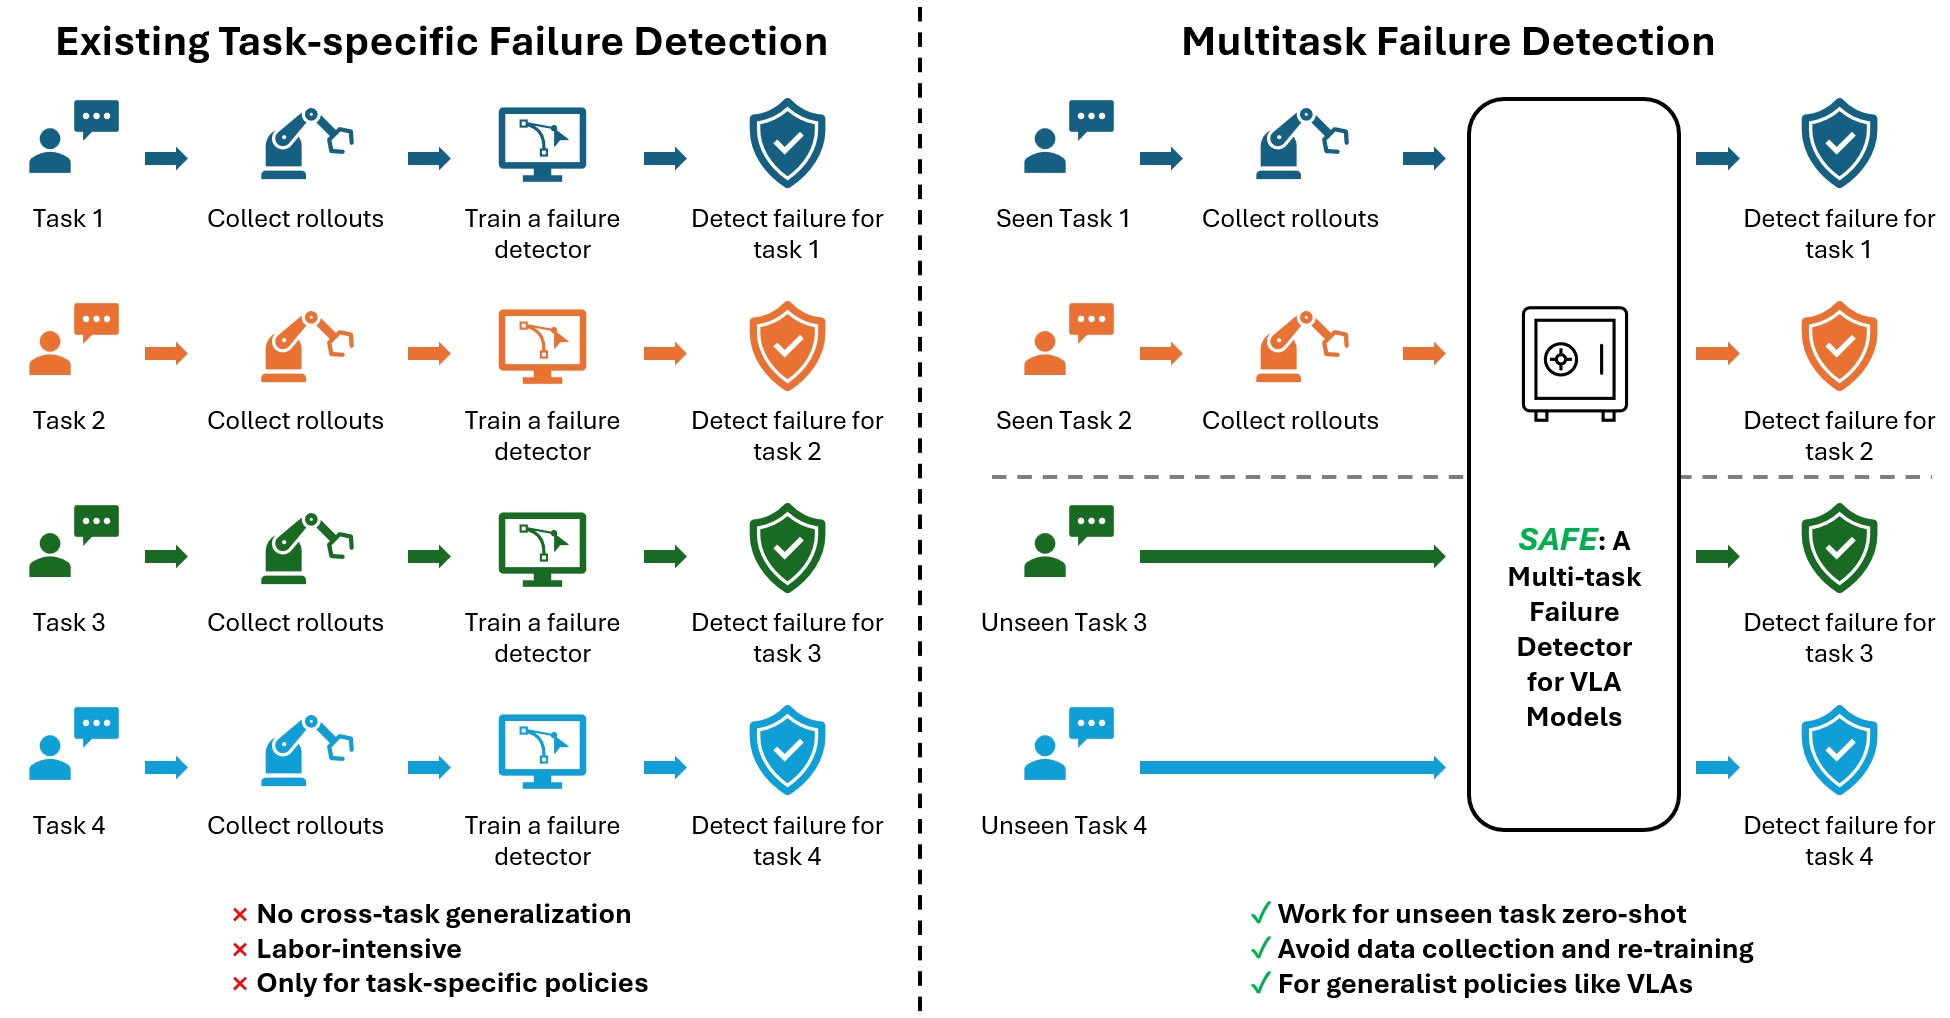 Existing Task-specific Failure Detection
Task 1
Collect rollouts
Train a failure
detector
Detect failure for
task 1
Task 2
Collect rollouts
Train a failure
detector
Detect failure for
task 2
Task 3
Collect rollouts
Train a failure
detector
Detect failure for
task 3
Task 4
Collect rollouts
Train a failure
detector
Detect failure for
task 4
× No cross-task generalization
× Labor-intensive
× Only for task-specific policies
Multitask Failure Detection
Seen Task 1
Collect rollouts
Detect failure for
task 1
Seen Task 2
Collect rollouts
Detect failure for
task 2
Unseen Task 3
Detect failure for
task 3
Unseen Task 4
Detect failure for
task 4
SAFE: A
Multi-task
Failure
Detector
for VLA
Models
✓ Work for unseen task zero-shot
✓ Avoid data collection and re-training
✓ For generalist policies like VLAs